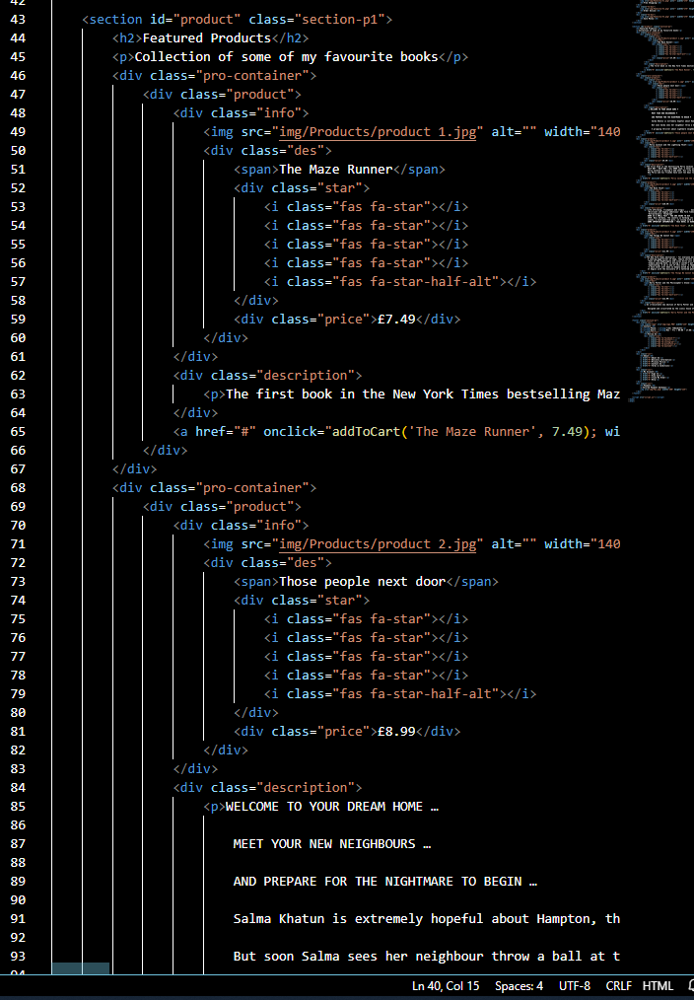 42
43 <section id="product" class="section-p1">
44 <h2>Featured Products</h2>
45 <p>Collection of some of my favourite books</p>
46 <div class="pro-container">
47 <div class="product">
48 <div class="info">
49 <img src="img/Products/product 1.jpg" alt="" width="140
50 <div class="des">
51 <span>The Maze Runner</span>
52 <div class="star">
53 <i class="fas fa-star"></i>
54 <i class="fas fa-star"></i>
55 <i class="fas fa-star"></i>
56 <i class="fas fa-star"></i>
57 <i class="fas fa-star-half-alt"></i>
58 </div>
59 <div class="price">£7.49</div>
60 </div>
61 </div>
62 <div class="description">
63 <p>The first book in the New York Times bestselling Maz
64 </div>
65 <a href="#" onclick="addToCart('The Maze Runner', 7.49); wi
66 </div>
67 </div>
68 <div class="pro-container">
69 <div class="product">
70 <div class="info">
71 <img src="img/Products/product 2.jpg" alt="" width="140
72 <div class="des">
73 <span>Those people next door</span>
74 <div class="star">
75 <i class="fas fa-star"></i>
76 <i class="fas fa-star"></i>
77 <i class="fas fa-star"></i>
78 <i class="fas fa-star"></i>
79 <i class="fas fa-star-half-alt"></i>
80 </div>
81 <div class="price">£8.99</div>
82 </div>
83 </div>
84 <div class="description">
85 <p>WELCOME TO YOUR DREAM HOME …
86
87 MEET YOUR NEW NEIGHBOURS …
88
89 AND PREPARE FOR THE NIGHTMARE TO BEGIN …
90
91 Salma Khatun is extremely hopeful about Hampton, th
92
93 But soon Salma sees her neighbour throw a ball at t
94
Ln 40, Col 15 Spaces: 4 UTF-8 CRLF HTML